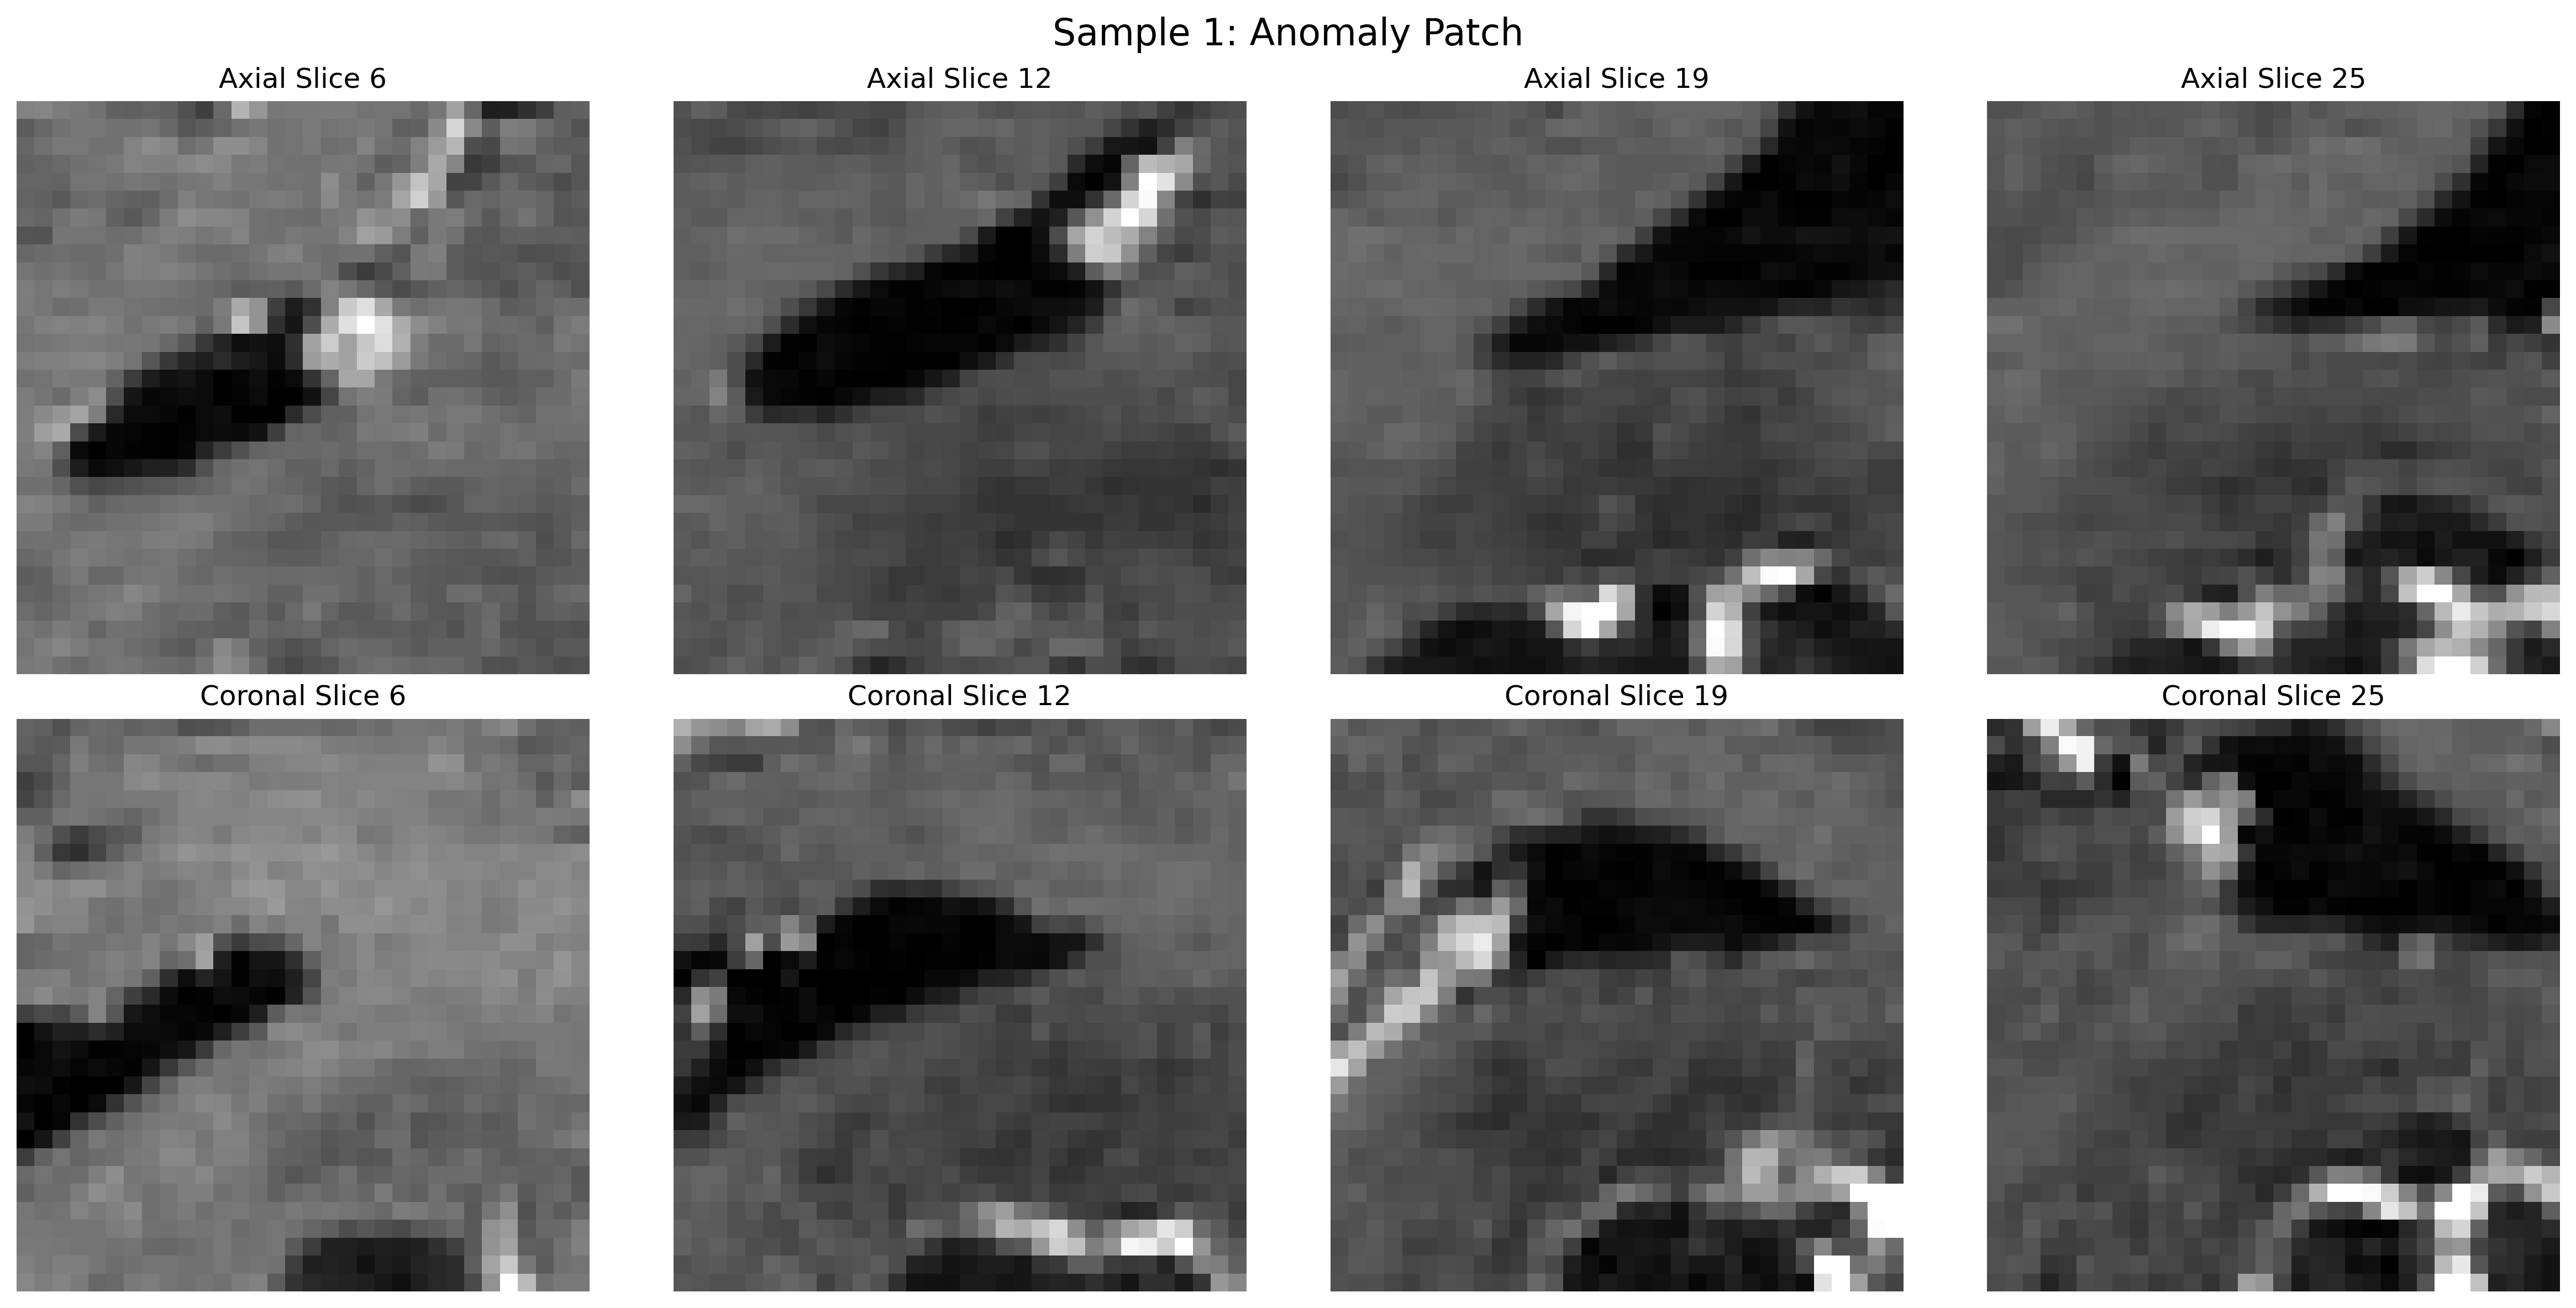 Sample 1: Anomaly Patch
Axial Slice 6
Axial Slice 12
Axial Slice 19
Axial Slice 25
Coronal Slice 6
Coronal Slice 12
Coronal Slice 19
Coronal Slice 25